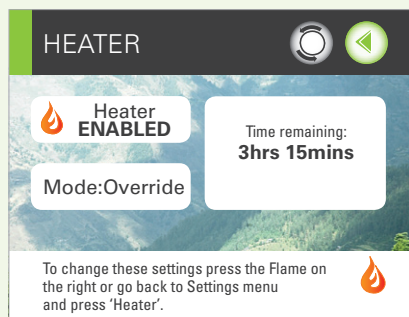 HEATER
Heater
ENABLED
Time remaining:
3hrs 15mins
Mode:Override
To change these settings press the Flame on
the right or go back to Settings menu
and press ‘Heater’.